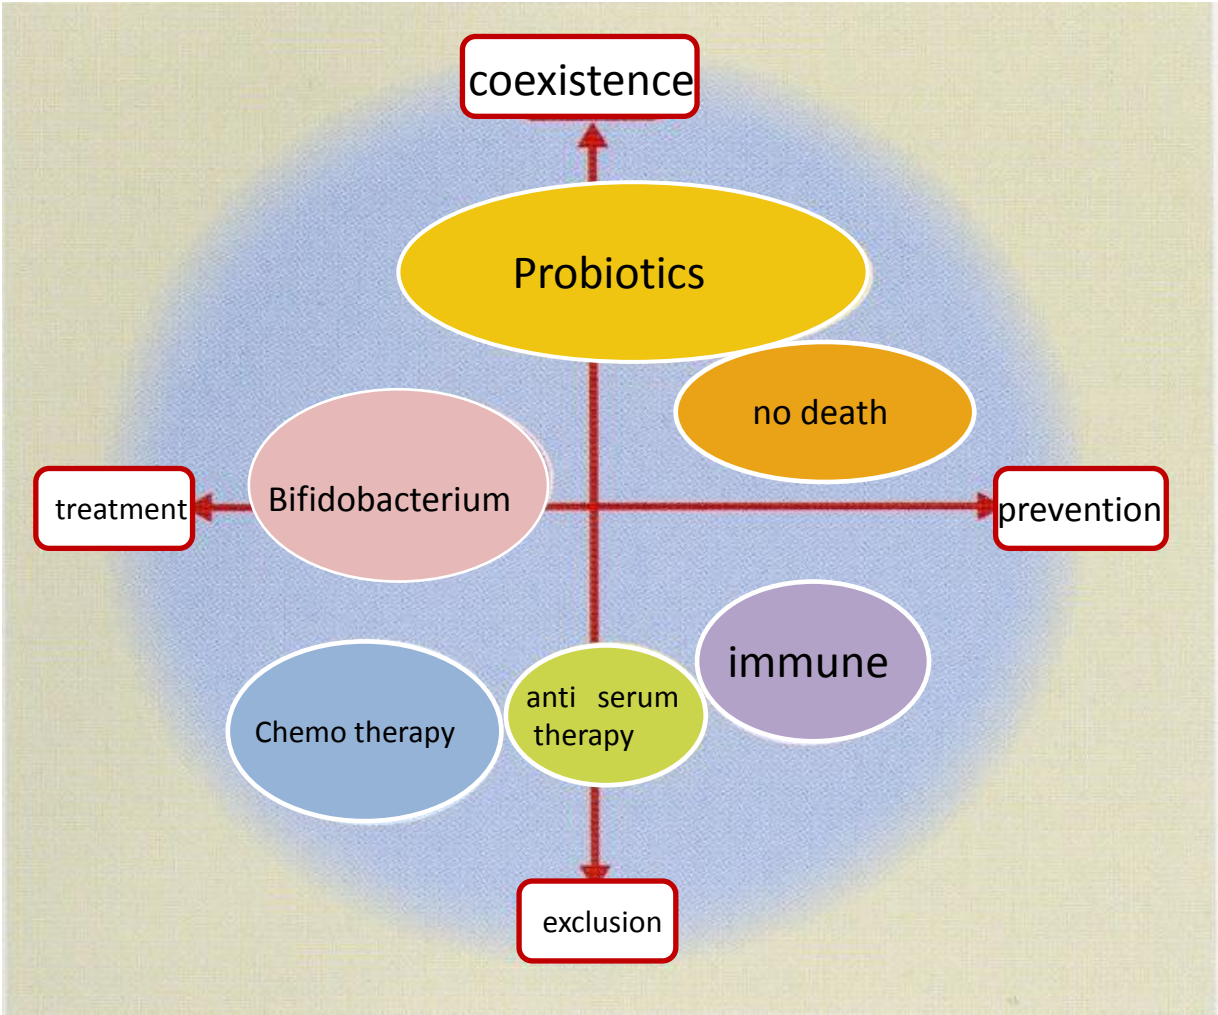 coexistence
Probiotics
no death
Bifidobacterium
treatment
prevention
immune
anti serum
therapy
Chemo therapy
exclusion